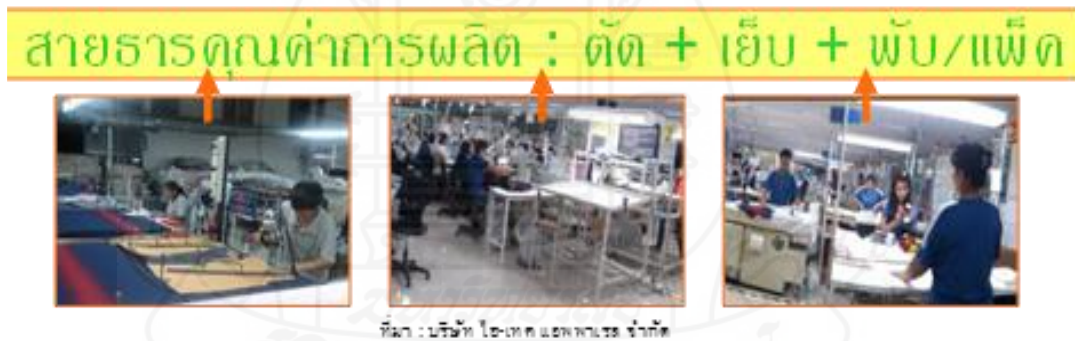 สายธารคุณค่าการผลิต : ตัด + เย็บ + พับ/แพ็ค
ที่มา : บริษัท ไฮ-เทค แอพพาเรล จำกัด